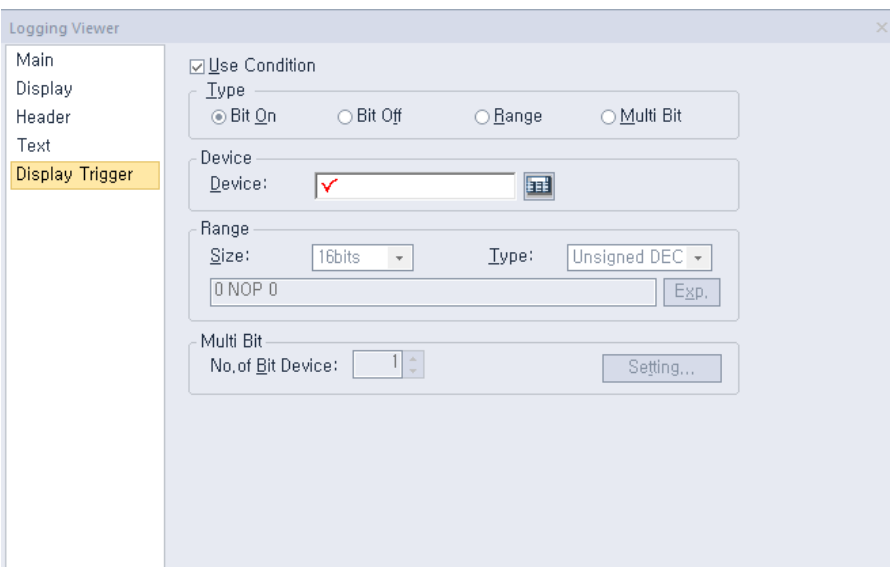 Logging Viewer
Main
Display
Header
Text
Display Trigger
Use Condition
Type
Bit On Bit Off Range Multi Bit
Device
Device:
Range
Size: 16bits Type: Unsigned DEC
0 NOP 0 Exp.
Multi Bit
No.of Bit Device: 1 Setting...